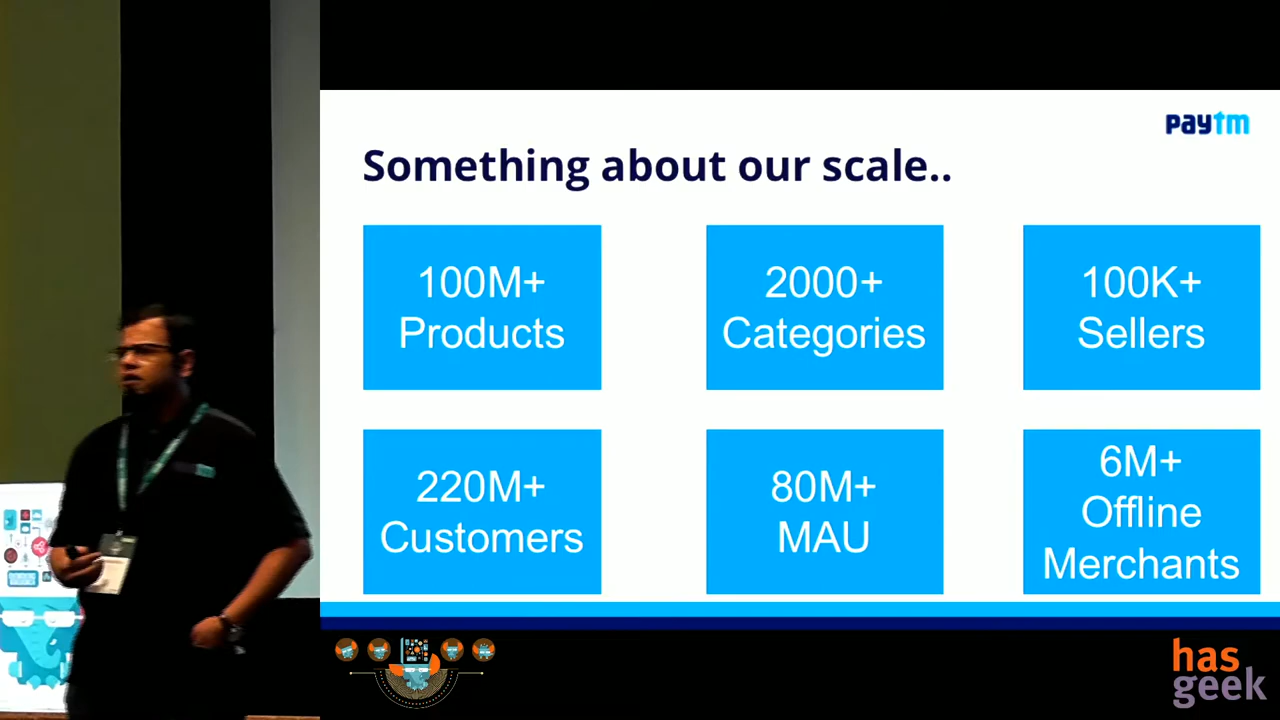 paytm
Something about our scale..
100M+
Products
2000+
Categories
100K+
Sellers
220M+
Customers
80M+
MAU
6M+
Offline
Merchants
has
geek